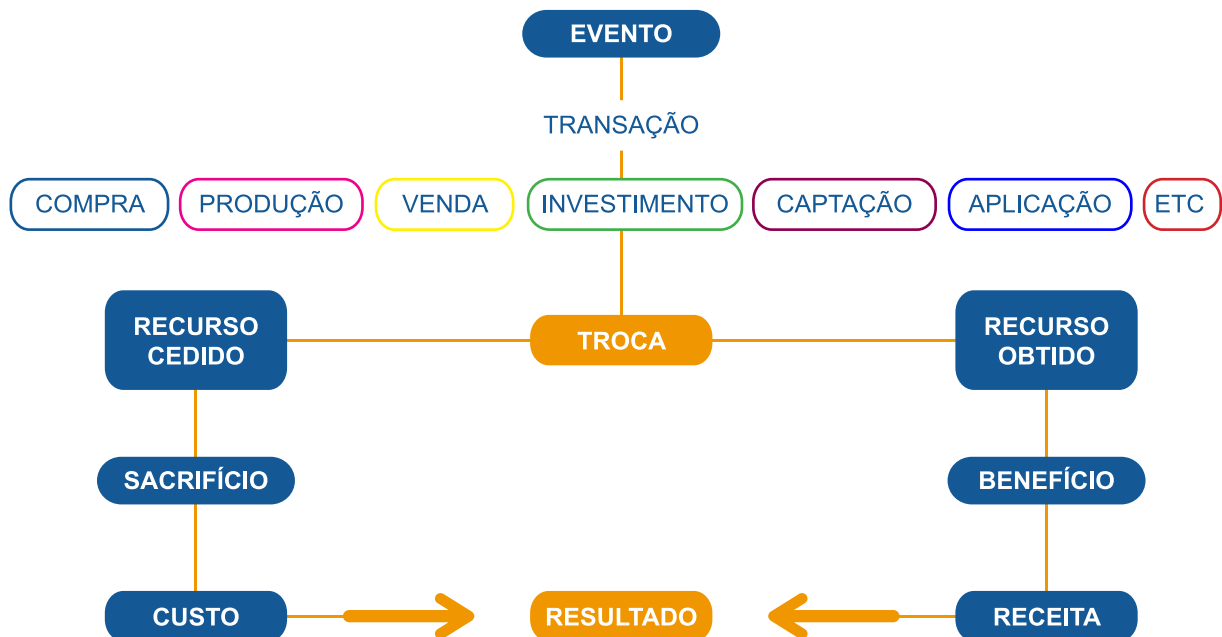 EVENTO
TRANSAÇÃO
COMPRA
PRODUÇÃO
VENDA
INVESTIMENTO
CAPTAÇÃO
APLICAÇÃO
ETC
RECURSO
CEDIDO
TROCA
RECURSO
OBTIDO
SACRIFÍCIO
BENEFÍCIO
CUSTO
RESULTADO
RECEITA